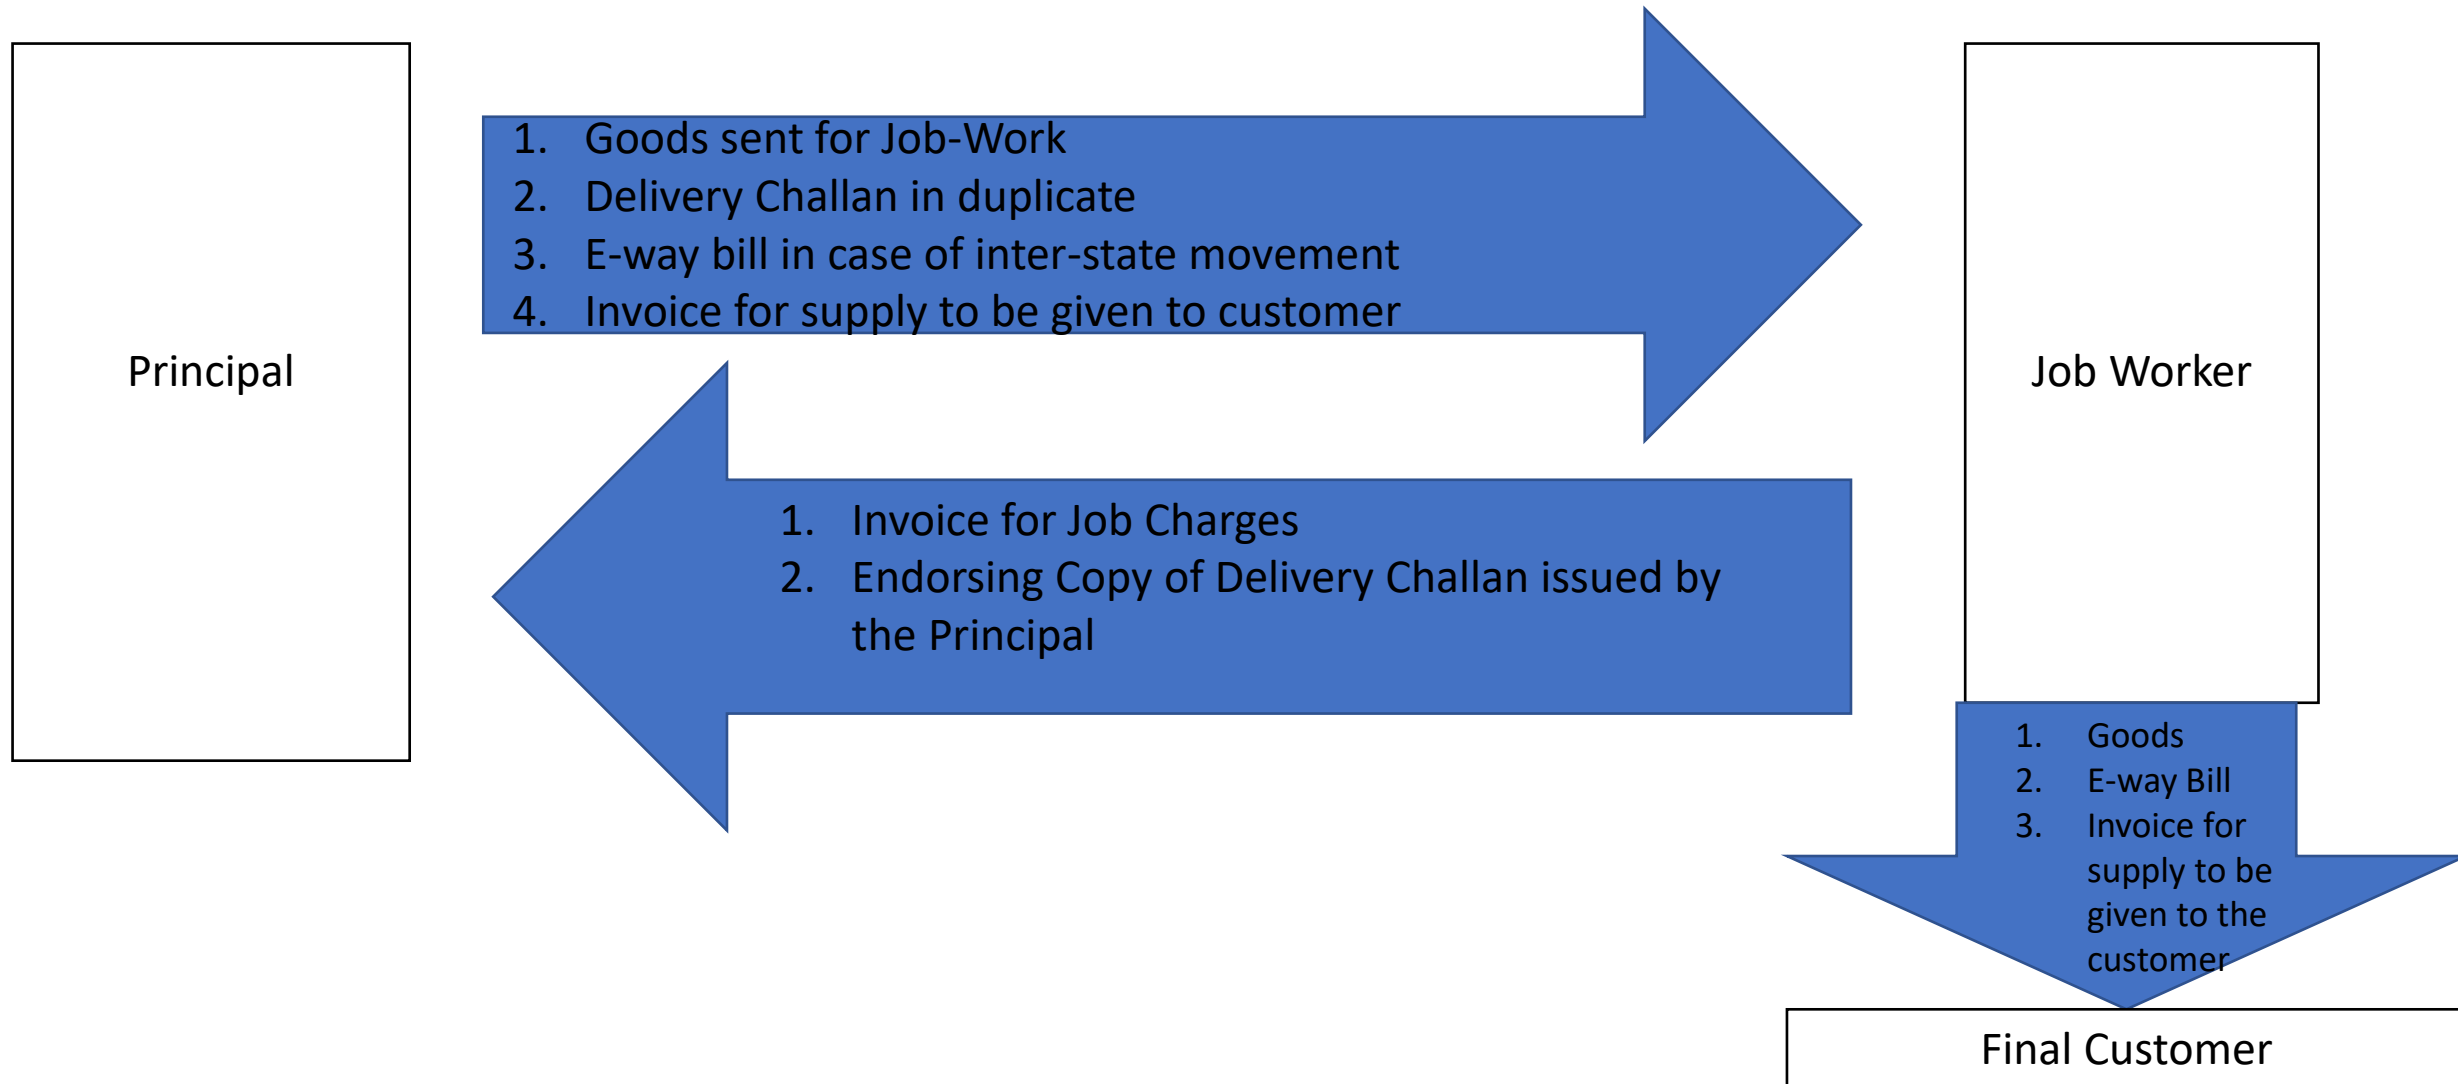 Principal
1. Goods sent for Job-Work
2. Delivery Challan in duplicate
3. E-way bill in case of inter-state movement
4. Invoice for supply to be given to customer
Job Worker
1. Invoice for Job Charges
2. Endorsing Copy of Delivery Challan issued by
the Principal
1. Goods
2. E-way Bill
3. Invoice for
supply to be
given to the
customer
Final Customer